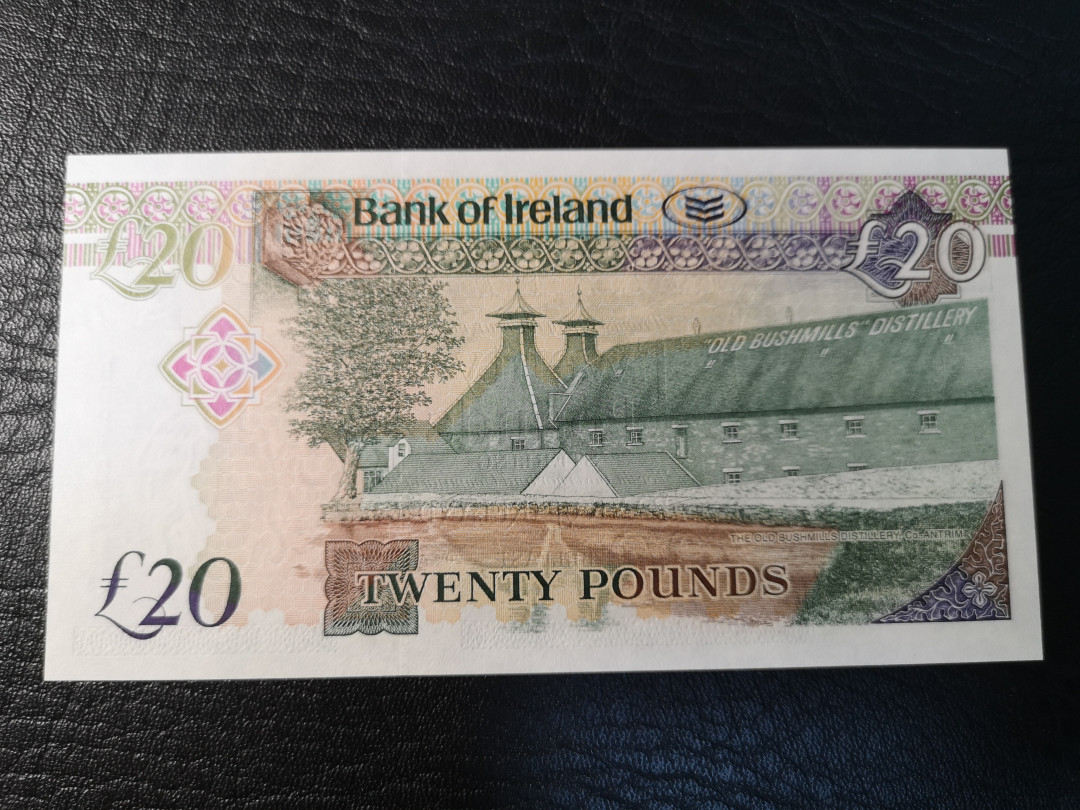 Bank of Ireland
£20
£20
"OLD BUSHMILLS" DISTILLERY
THE OLD BUSHMILLS DISTILLERY, Co. ANTRIM
£20
TWENTY POUNDS